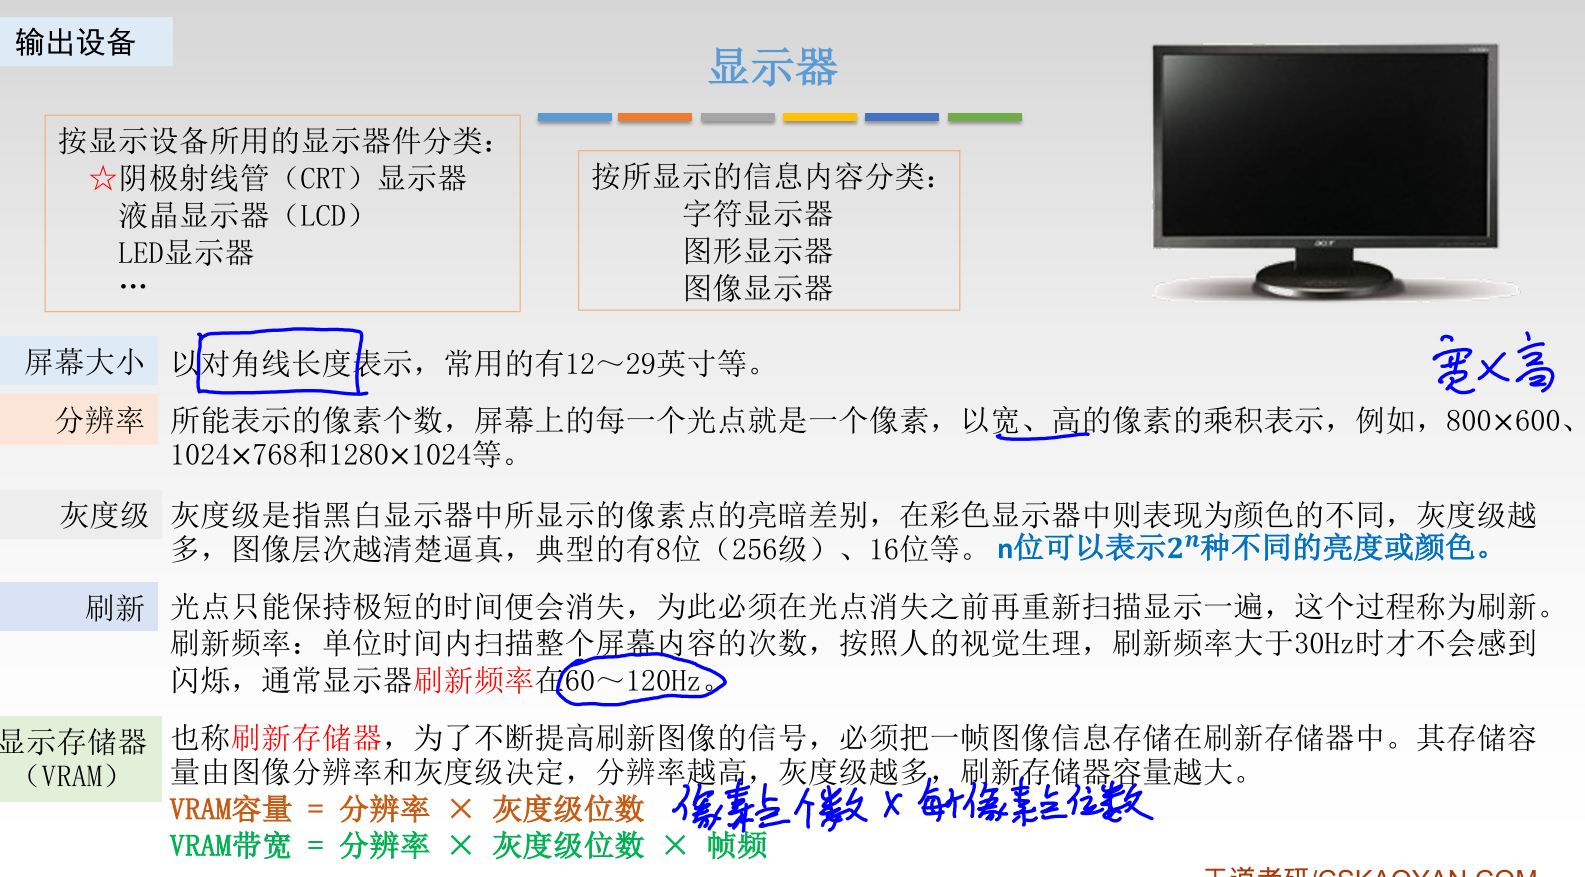 输出设备
显示器
按显示设备所用的显示器件分类：
☆阴极射线管（CRT）显示器
液晶显示器（LCD）
LED显示器
…
按所显示的信息内容分类：
字符显示器
图形显示器
图像显示器
acer
屏幕大小
以对角线长度表示，常用的有12～29英寸等。
宽×高
分辨率
所能表示的像素个数，屏幕上的每一个光点就是一个像素，以宽、高的像素的乘积表示，例如，800×600、
1024×768和1280×1024等。
灰度级
灰度级是指黑白显示器中所显示的像素点的亮暗差别，在彩色显示器中则表现为颜色的不同，灰度级越
多，图像层次越清楚逼真，典型的有8位（256级）、16位等。 n位可以表示2ⁿ种不同的亮度或颜色。
刷新
光点只能保持极短的时间便会消失，为此必须在光点消失之前再重新扫描显示一遍，这个过程称为刷新。
刷新频率：单位时间内扫描整个屏幕内容的次数，按照人的视觉生理，刷新频率大于30Hz时才不会感到
闪烁，通常显示器刷新频率在60～120Hz。
显示存储器
（VRAM）
也称刷新存储器，为了不断提高刷新图像的信号，必须把一帧图像信息存储在刷新存储器中。其存储容
量由图像分辨率和灰度级决定，分辨率越高，灰度级越多，刷新存储器容量越大。
VRAM容量 = 分辨率 × 灰度级位数 像素点个数×每个像素点位数
VRAM带宽 = 分辨率 × 灰度级位数 × 帧频
王道考研/CSKAOYAN.COM